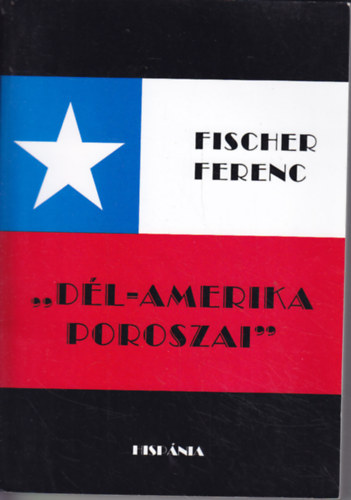 FISCHER
FERENC
„DÉL-AMERIKA
POROSZAI”
HISPÁNIA